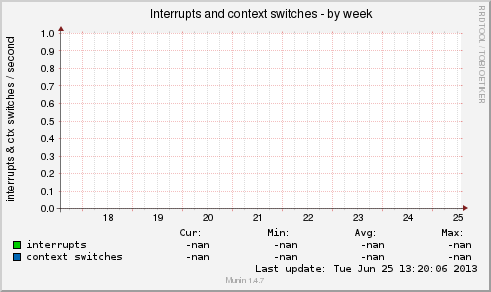 Interrupts and context switches - by week
RRDTOOL / TOBI OETIKER
interrupts & ctx switches / second
1.0
0.9
0.8
0.7
0.6
0.5
0.4
0.3
0.2
0.1
0.0
18 19 20 21 22 23 24 25
Cur: Min: Avg: Max:
interrupts -nan -nan -nan -nan
context switches -nan -nan -nan -nan
Last update: Tue Jun 25 13:20:06 2013
Munin 1.4.7